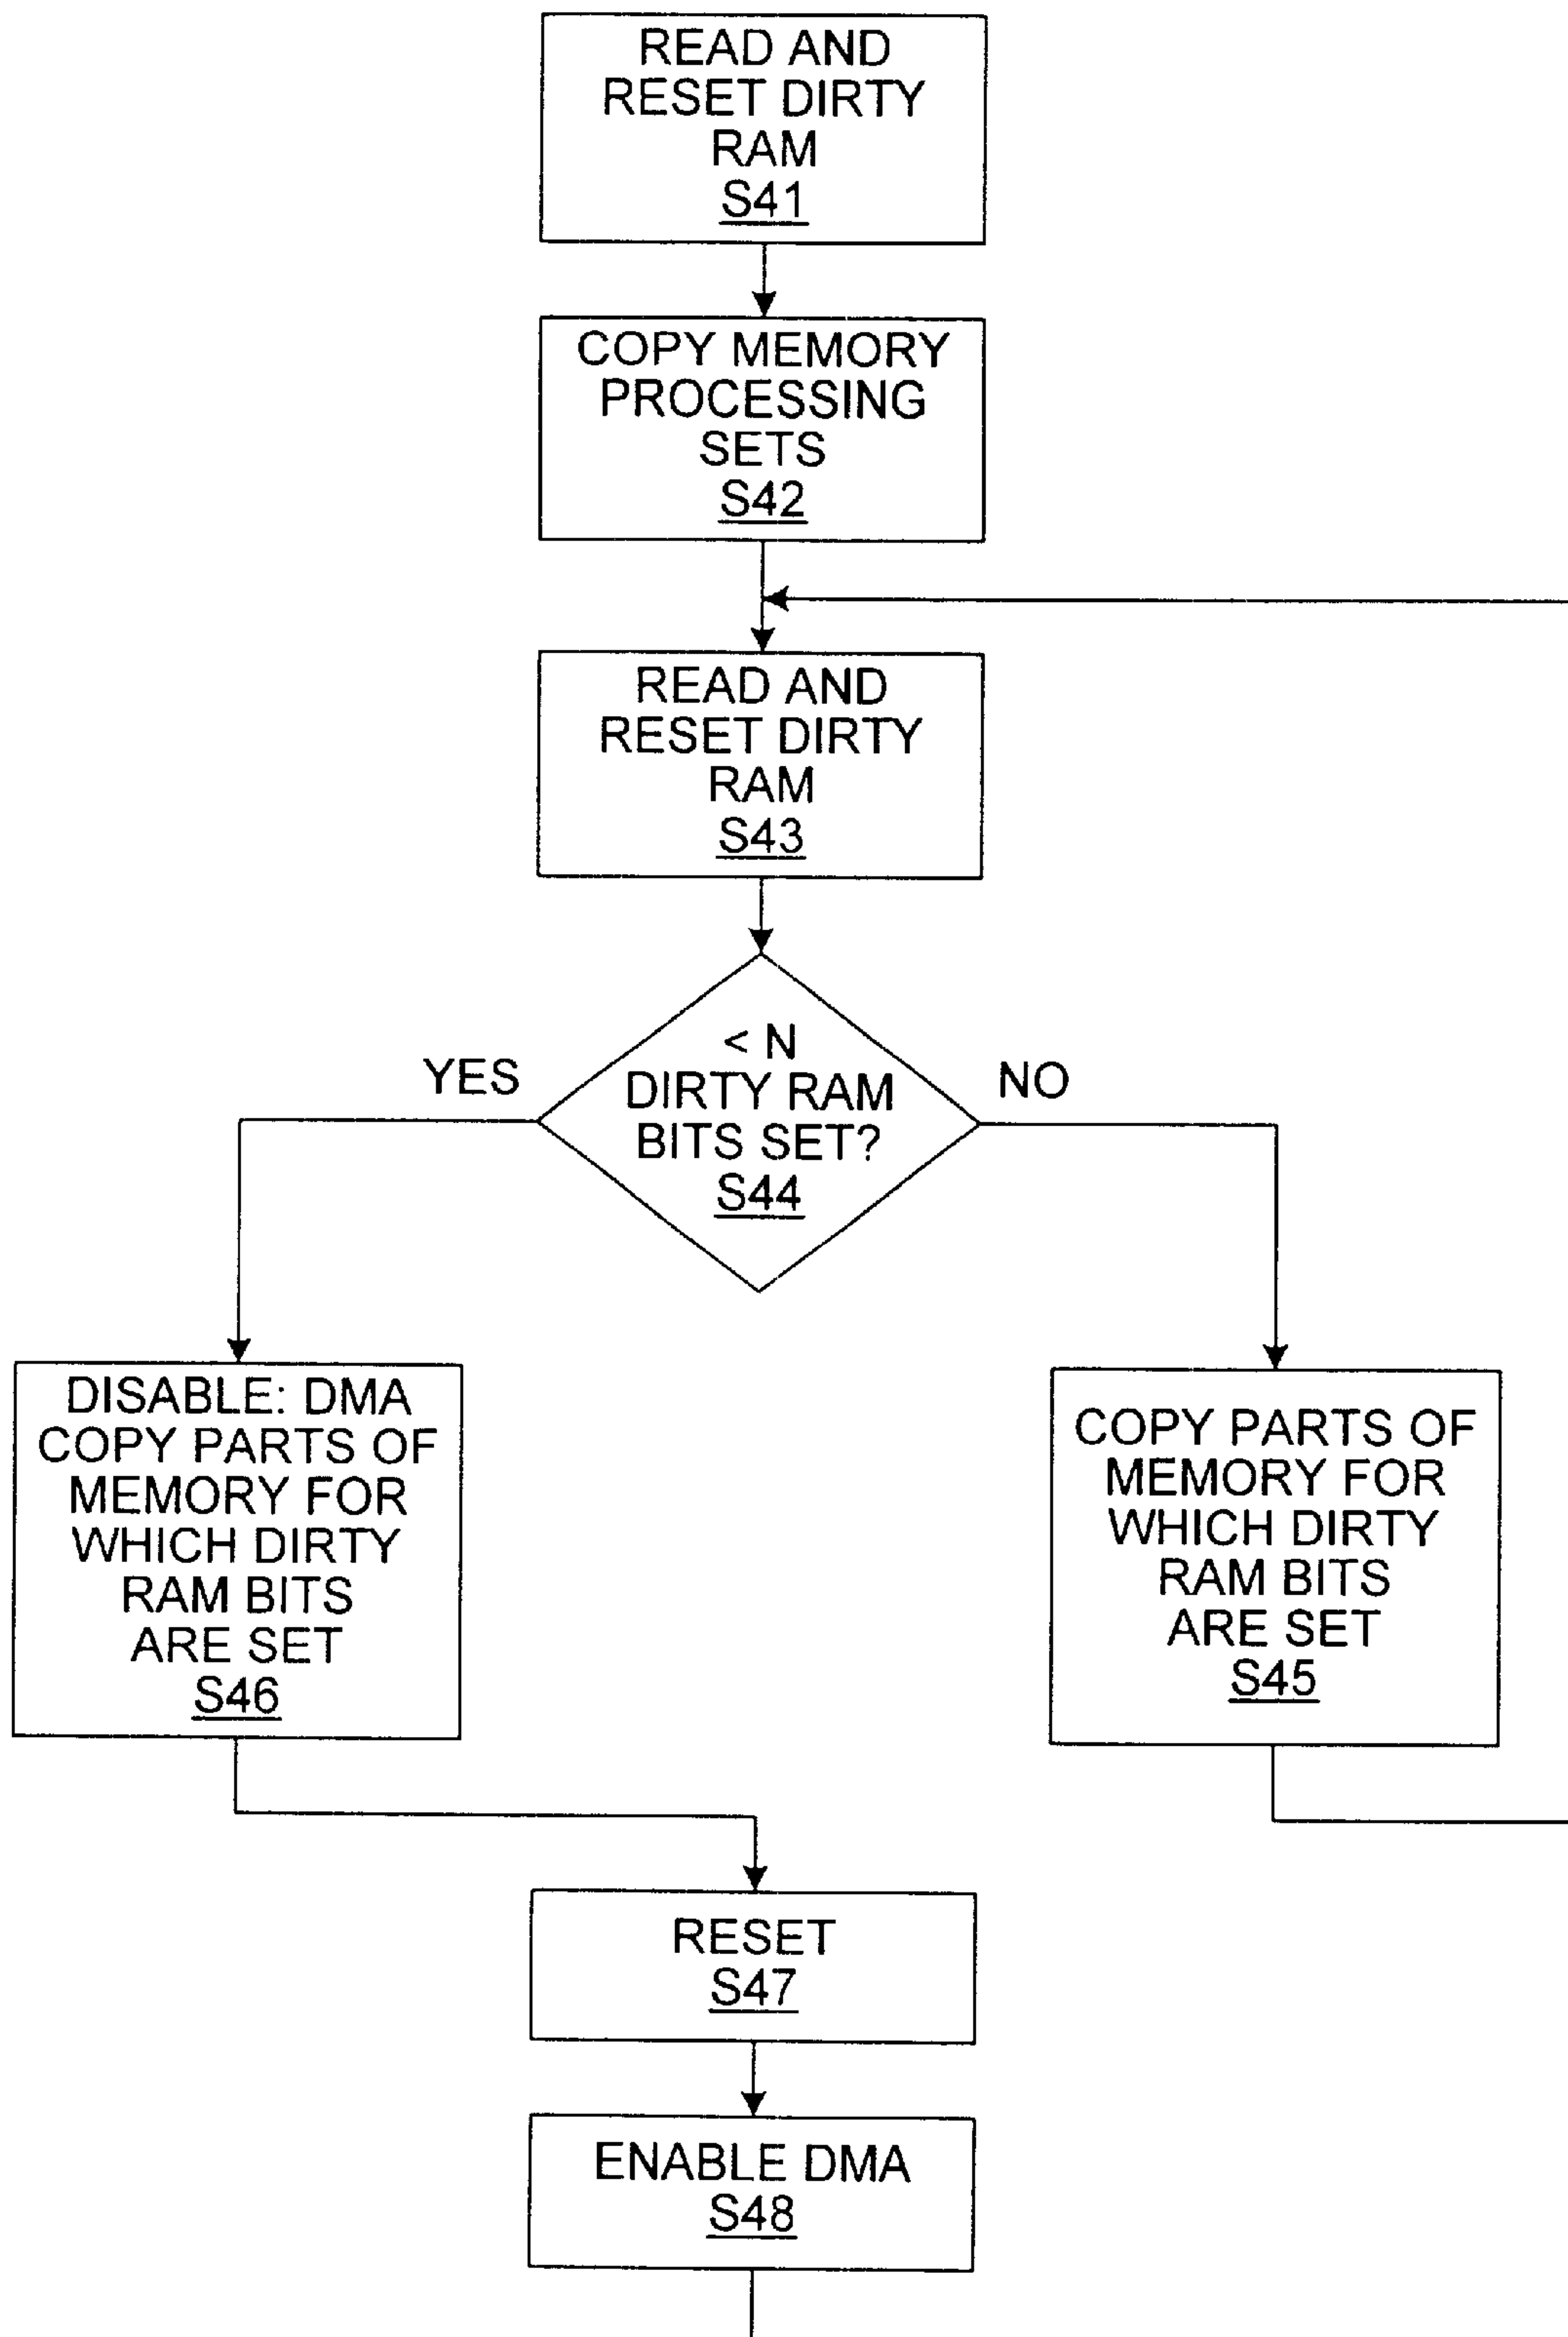 READ AND
RESET DIRTY
RAM
S41
COPY MEMORY
PROCESSING
SETS
S42
READ AND
RESET DIRTY
RAM
S43
< N
DIRTY RAM
BITS SET?
S44
YES
NO
DISABLE: DMA
COPY PARTS OF
MEMORY FOR
WHICH DIRTY
RAM BITS
ARE SET
S46
COPY PARTS OF
MEMORY FOR
WHICH DIRTY
RAM BITS
ARE SET
S45
RESET
S47
ENABLE DMA
S48